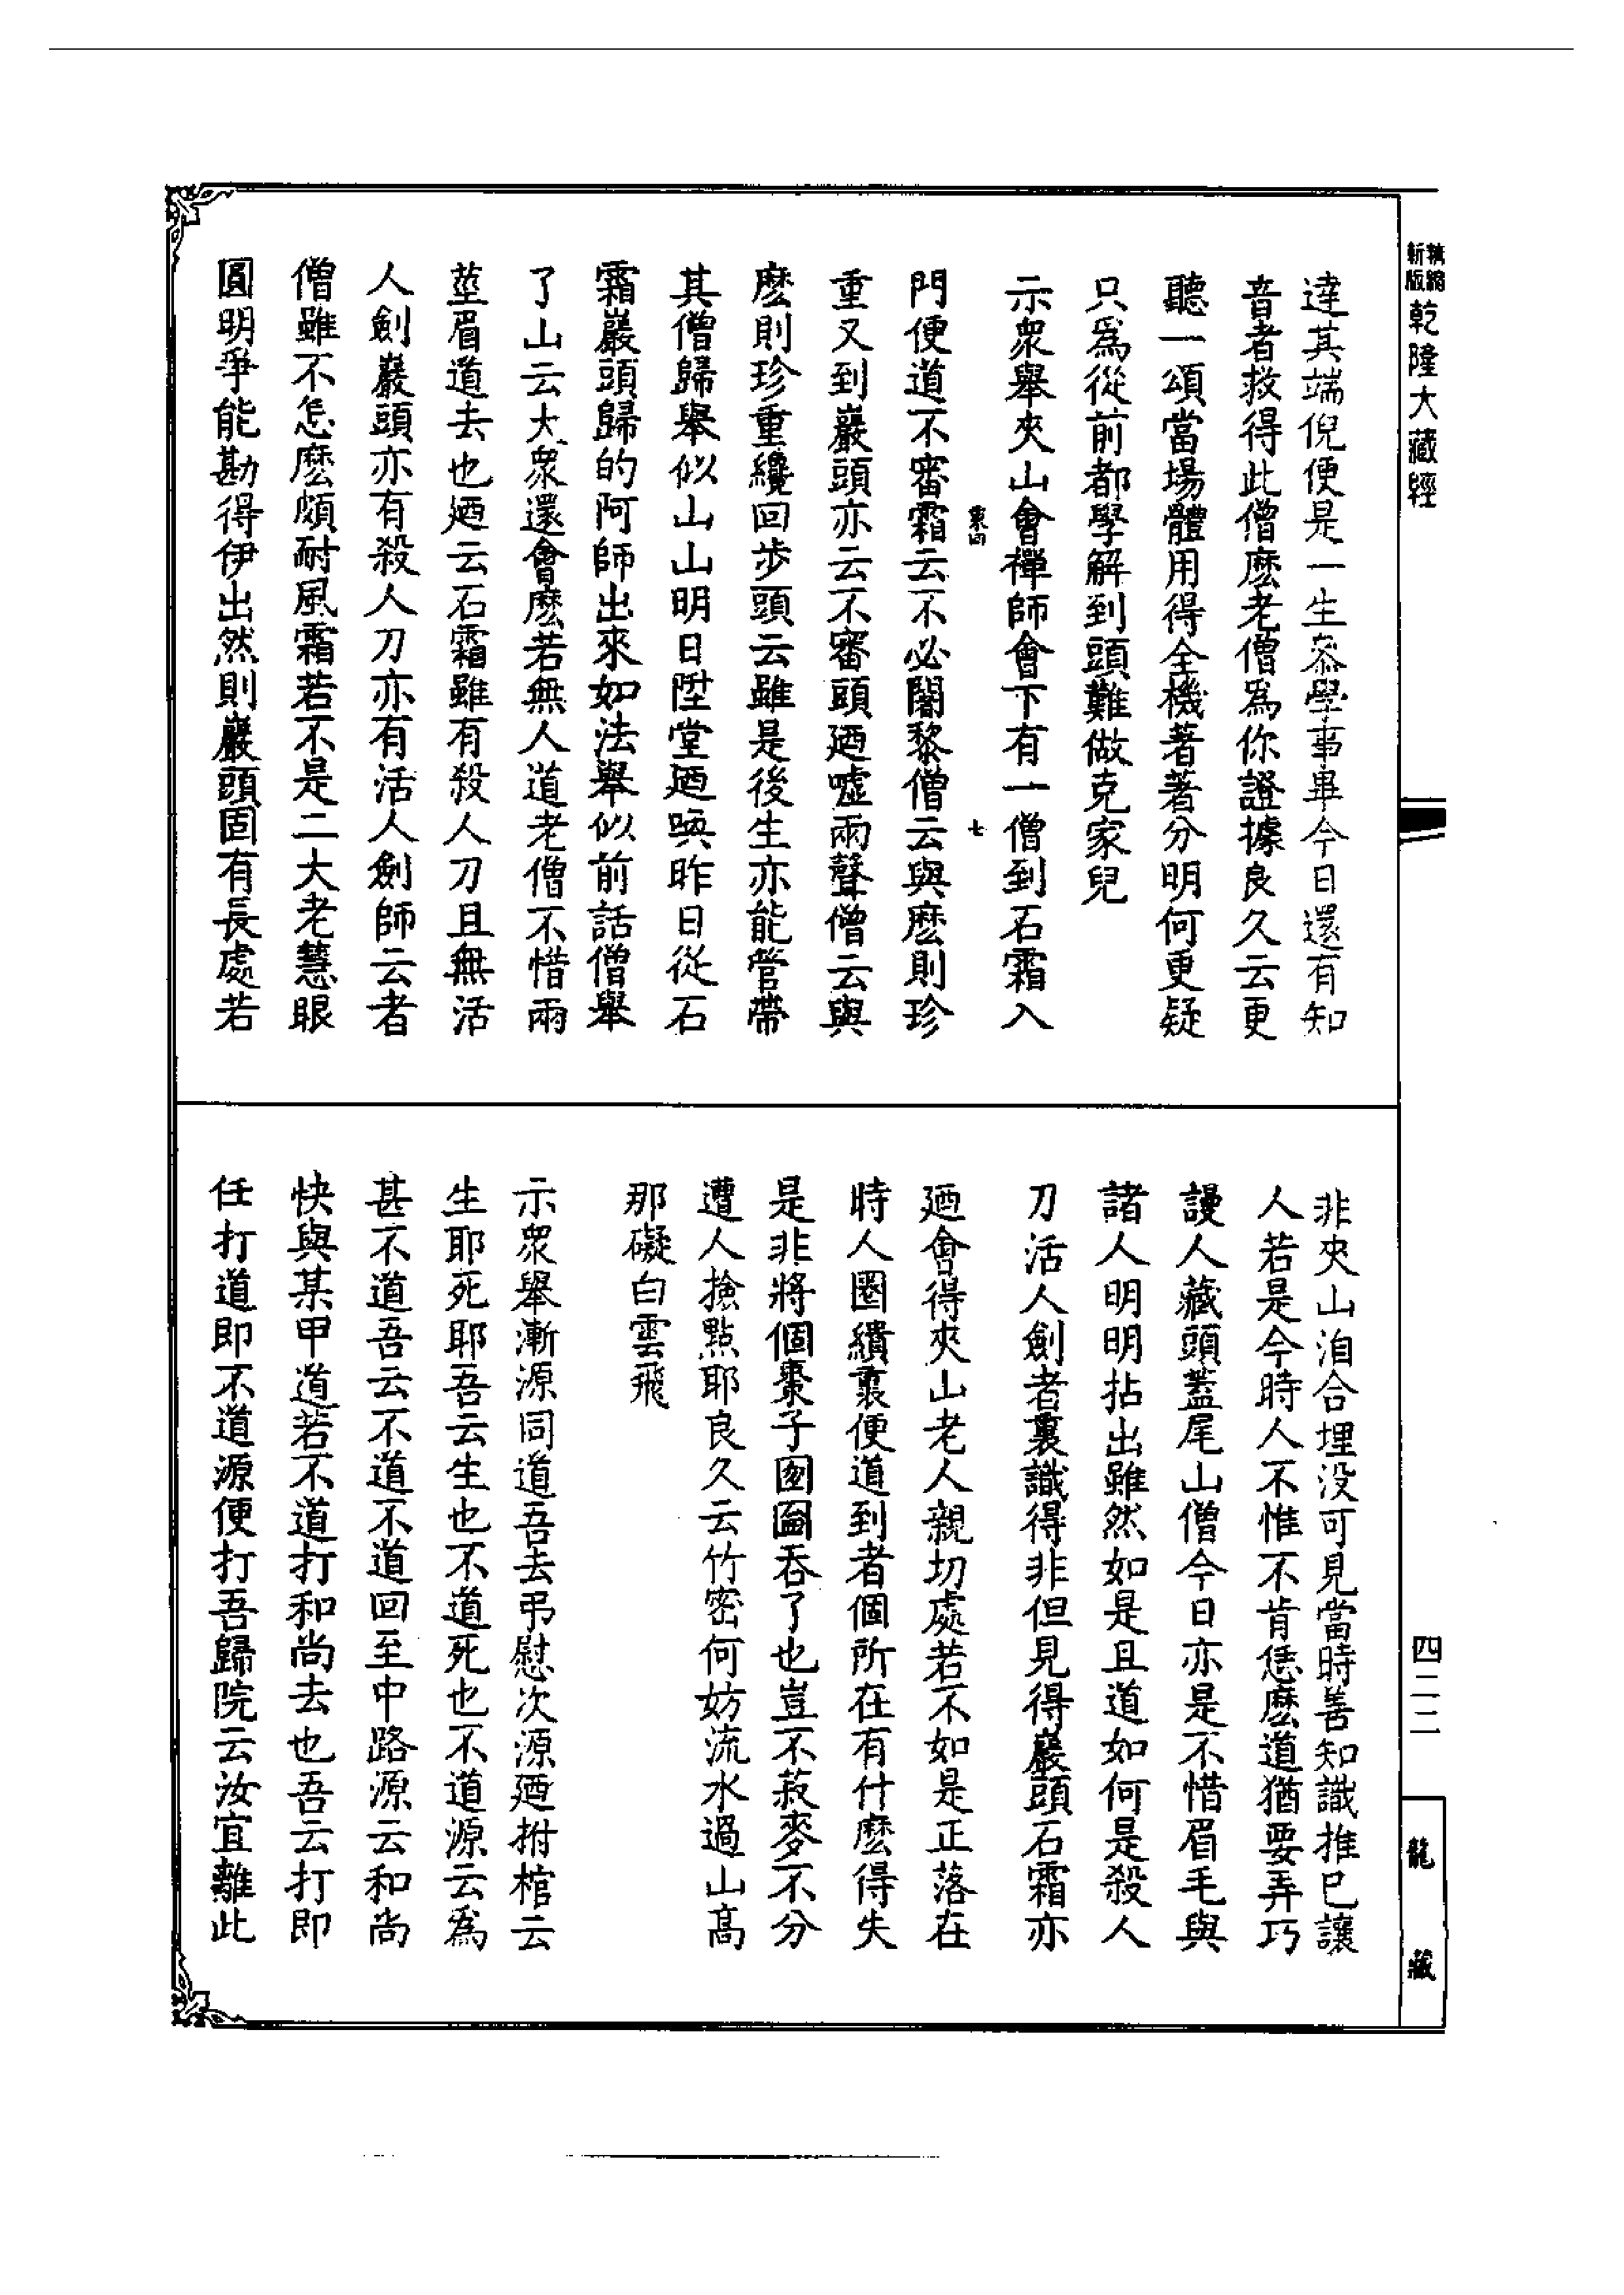 新版精縮乾隆大藏經
達其端倪便是一生叅學事畢今日還有知
音者救得此僧麽老僧爲你證據良久云更
聽一頌當場體用得全機著著分明何更疑
只爲從前都學解到頭難做克家兒
示衆舉夾山會禪師會下有一僧到石霜入
門便道不審霜云不必闍黎僧云與麽則珍
重又到巖頭亦云不審頭廼噓兩聲僧云與
麽則珍重纔回步頭云雖是後生亦能管帶
其僧歸舉似山山明日陞堂廼喚昨日從石
霜巖頭歸的阿師出來如法舉似前話僧舉
了山云大衆還會麽若無人道老僧不惜兩
莖眉道去也廼云石霜雖有殺人刀且無活
人劍巖頭亦有殺人刀亦有活人劍師云者
僧雖不怎麽頗耐風霜若不是二大老慧眼
圓明爭能勘得伊出然則巖頭固有長處若
七
非夾山洎合埋没可見當時善知識推已讓
人若是今時人不惟不肯恁麽道猶要弄巧
謾人藏頭蓋尾山僧今日亦是不惜眉毛與
諸人明明拈出雖然如是且道如何是殺人
刀活人劍者裏識得非但見得巖頭石霜亦
廼會得夾山老人親切處若不如是正落在
時人圈繢裏便道到者個所在有什麽得失
是非將個棗子囫圇吞了也豈不菽麥不分
遭人撿點耶良久云竹密何妨流水過山高
那礙白雲飛
示衆舉漸源同道吾去弔慰次源廼拊棺云
生耶死耶吾云生也不道死也不道源云爲
甚不道吾云不道不道回至中路源云和尚
快與某甲道若不道打和尚去也吾云打即
任打道即不道源便打吾歸院云汝宜離此
四二二
龍藏